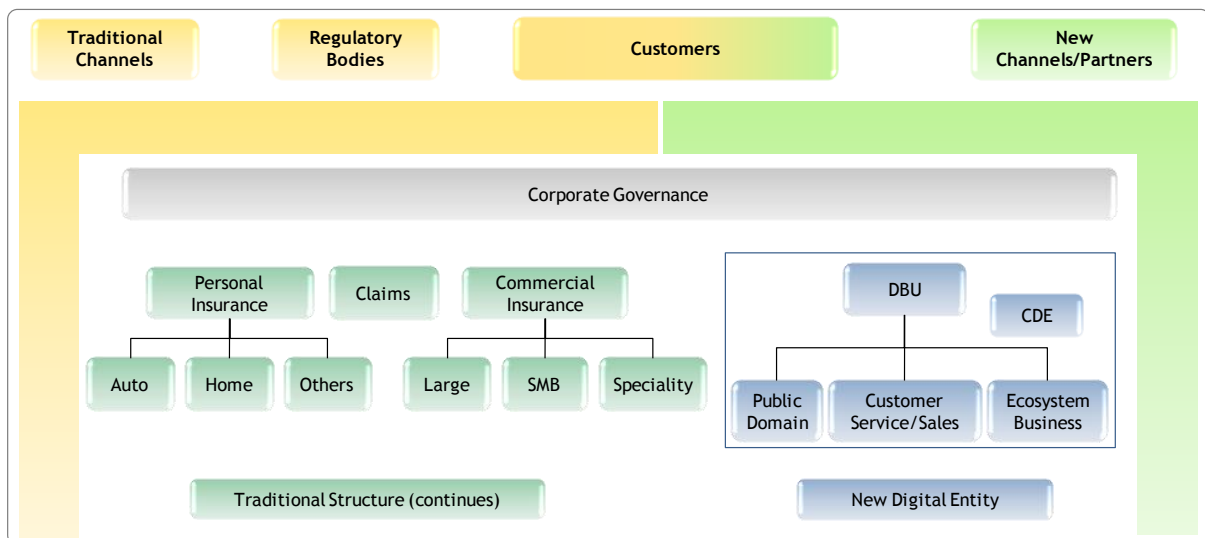 Traditional
Channels
Regulatory
Bodies
Customers
New
Channels/Partners
Corporate Governance
Personal
Insurance
Claims
Commercial
Insurance
DBU
CDE
Auto
Home
Others
Large
SMB
Speciality
Public
Domain
Customer
Service/Sales
Ecosystem
Business
Traditional Structure (continues)
New Digital Entity